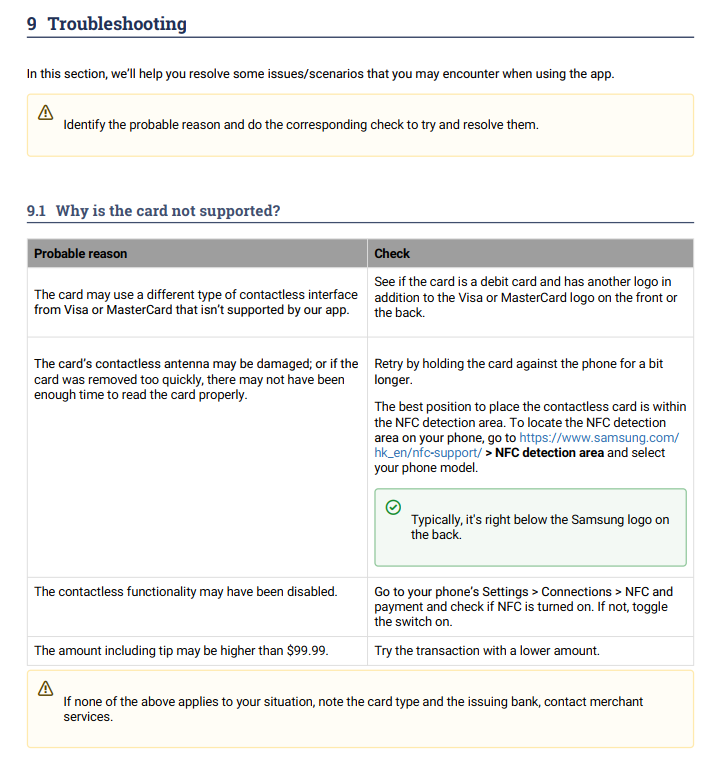 9 Troubleshooting
In this section, we'll help you resolve some issues/scenarios that you may encounter when using the app.
Identify the probable reason and do the corresponding check to try and resolve them.
9.1 Why is the card not supported?
Probable reason
Check
The card may use a different type of contactless interface
from Visa or MasterCard that isn't supported by our app.
See if the card is a debit card and has another logo in
addition to the Visa or MasterCard logo on the front or
the back.
The card's contactless antenna may be damaged; or if the
card was removed too quickly, there may not have been
enough time to read the card properly.
Retry by holding the card against the phone for a bit
longer.
The best position to place the contactless card is within
the NFC detection area. To locate the NFC detection
area on your phone, go to https://www.samsung.com/
hk_en/nfc-support/ > NFC detection area and select
your phone model.
Typically, it's right below the Samsung logo on
the back.
The contactless functionality may have been disabled.
Go to your phone's Settings > Connections > NFC and
payment and check if NFC is turned on. If not, toggle
the switch on.
The amount including tip may be higher than $99.99.
Try the transaction with a lower amount.
If none of the above applies to your situation, note the card type and the issuing bank, contact merchant
services.